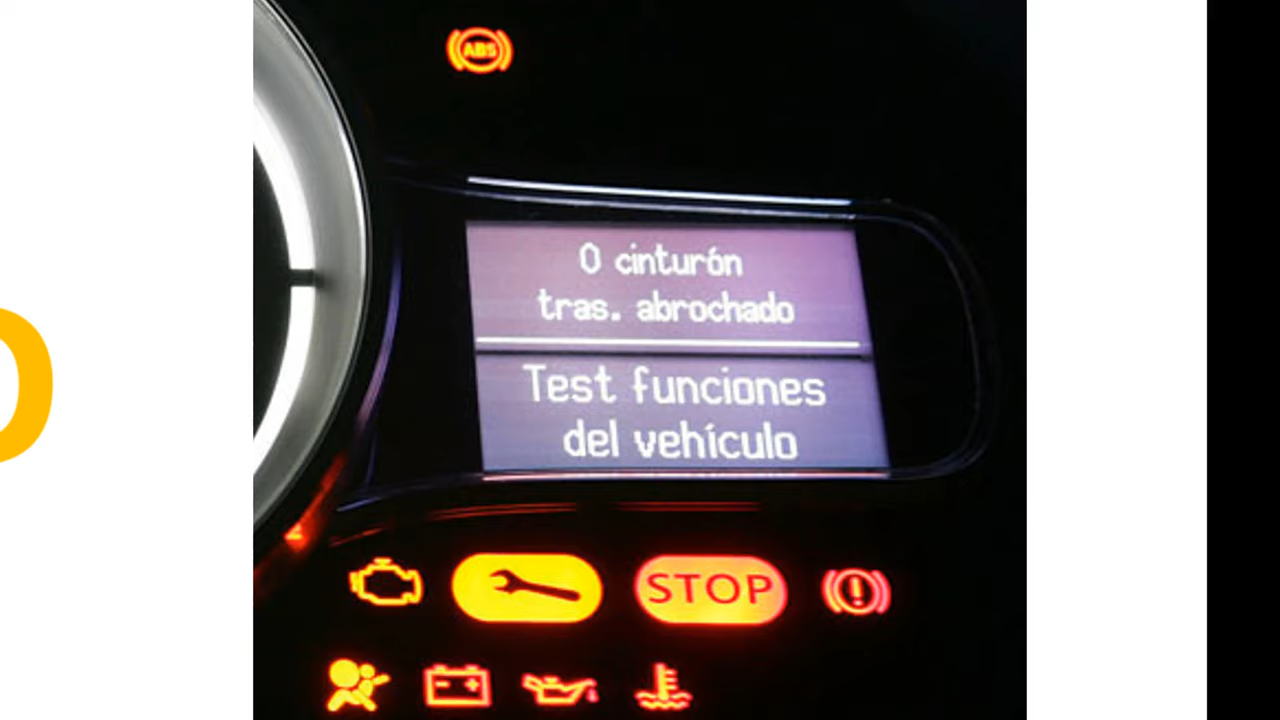 ABS
0 cinturón
tras. abrochado
Test funciones
del vehículo
STOP